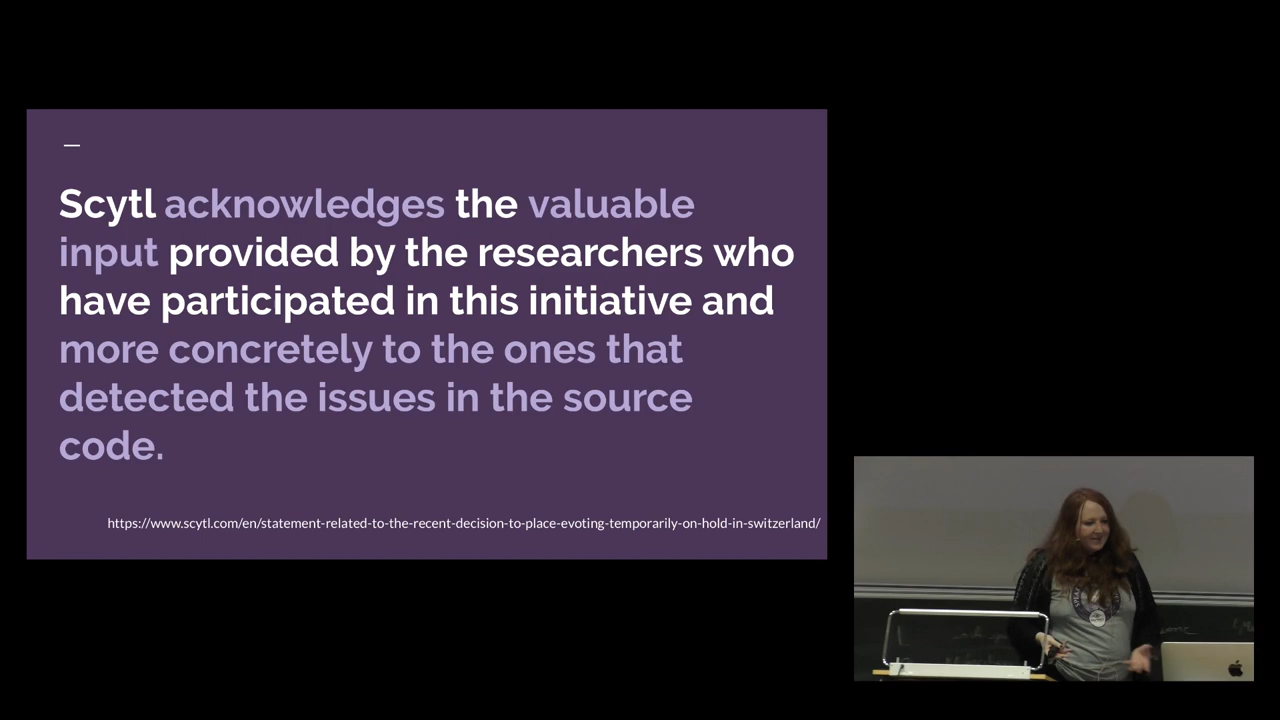 Scytl acknowledges the valuable
input provided by the researchers who
have participated in this initiative and
more concretely to the ones that
detected the issues in the source
code.
https://www.scytl.com/en/statement-related-to-the-recent-decision-to-place-evoting-temporarily-on-hold-in-switzerland/